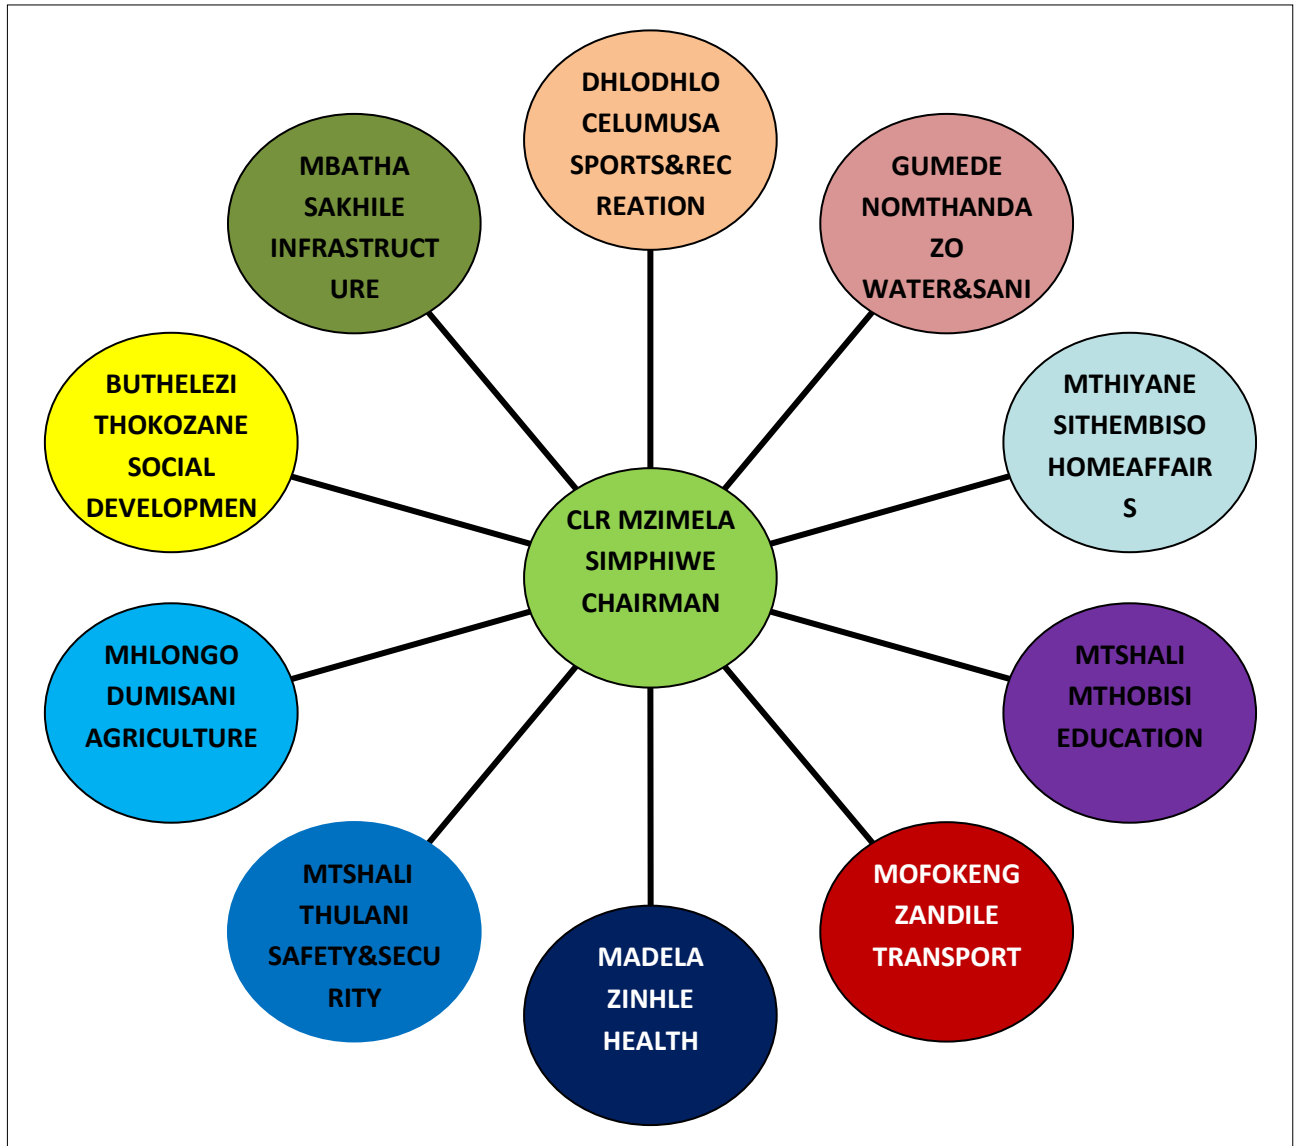 DHLODHLO
CELUMUSA
SPORTS&REC
REATION
GUMEDE
NOMTHANDA
ZO
WATER&SANI
MTHIYANE
SITHEMBISO
HOMEAFFAIR
S
MTSHALI
MTHOBISI
EDUCATION
MOFOKENG
ZANDILE
TRANSPORT
MADELA
ZINHLE
HEALTH
MTSHALI
THULANI
SAFETY&SECU
RITY
MHLONGO
DUMISANI
AGRICULTURE
BUTHELEZI
THOKOZANE
SOCIAL
DEVELOPMEN
MBATHA
SAKHILE
INFRASTRUCT
URE
CLR MZIMELA
SIMPHIWE
CHAIRMAN